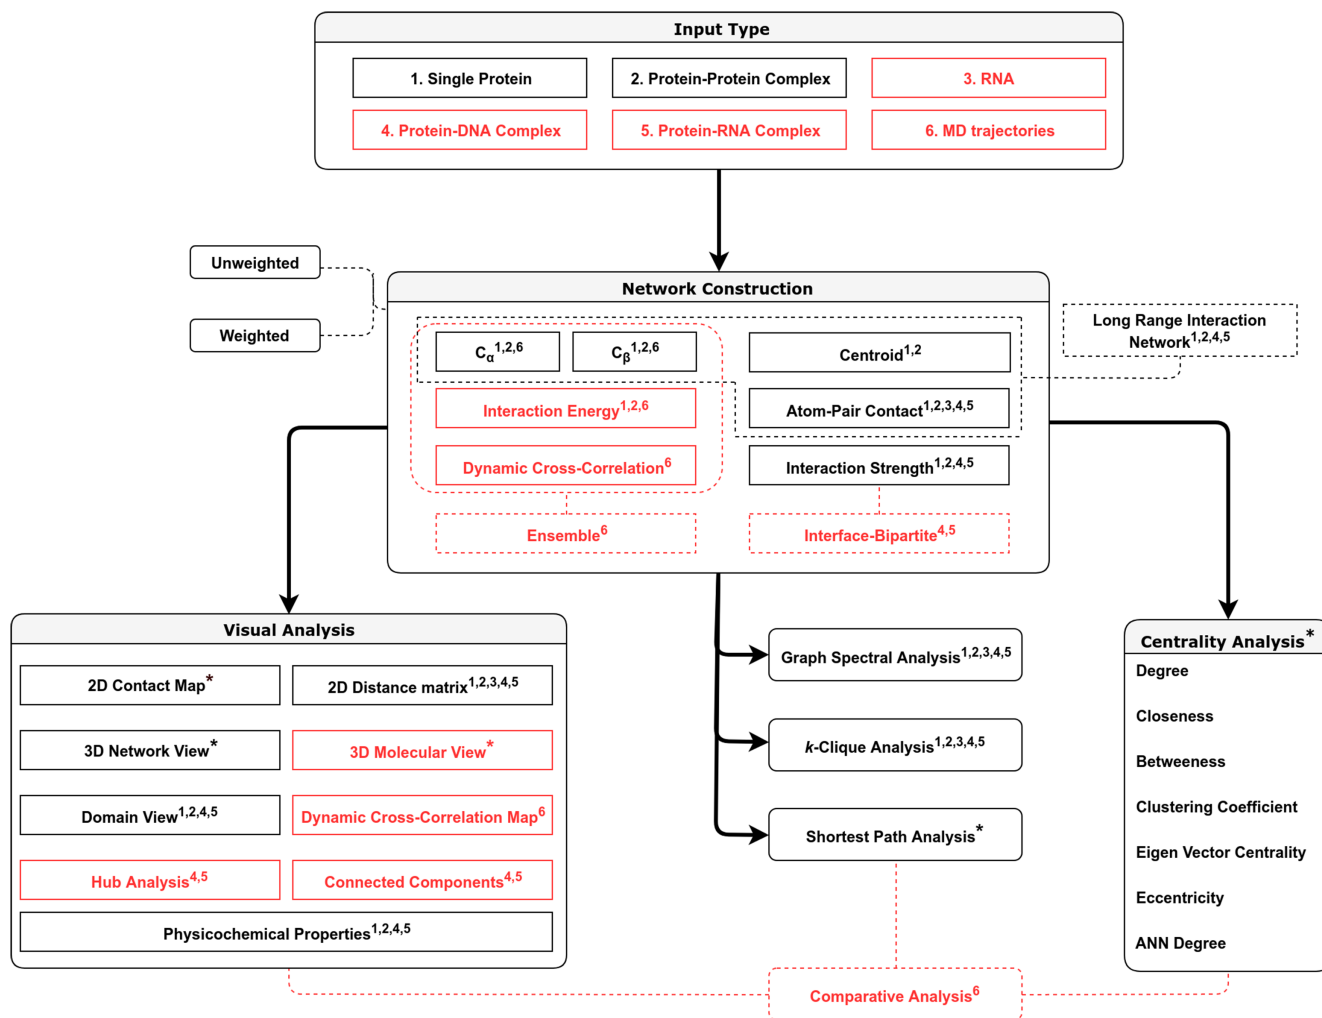 Input Type
1. Single Protein
2. Protein-Protein Complex
3. RNA
4. Protein-DNA Complex
5. Protein-RNA Complex
6. MD trajectories
Unweighted
Weighted
Network Construction
Cα1,2,6
Cβ1,2,6
Centroid1,2
Interaction Energy1,2,6
Atom-Pair Contact1,2,3,4,5
Dynamic Cross-Correlation6
Interaction Strength1,2,4,5
Ensemble6
Interface-Bipartite4,5
Long Range Interaction
Network1,2,4,5
Visual Analysis
2D Contact Map*
2D Distance matrix1,2,3,4,5
3D Network View*
3D Molecular View*
Domain View1,2,4,5
Dynamic Cross-Correlation Map6
Hub Analysis4,5
Connected Components4,5
Physicochemical Properties1,2,4,5
Graph Spectral Analysis1,2,3,4,5
k-Clique Analysis1,2,3,4,5
Shortest Path Analysis*
Centrality Analysis*
Degree
Closeness
Betweeness
Clustering Coefficient
Eigen Vector Centrality
Eccentricity
ANN Degree
Comparative Analysis6